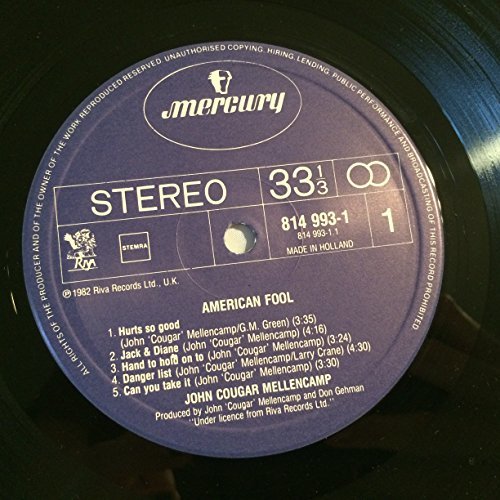 ALL RIGHTS OF THE PRODUCER AND OF THE OWNER OF THE WORK REPRODUCED RESERVED UNAUTHORISED COPYING, HIRING, LENDING, PUBLIC PERFORMANCE AND BROADCASTING OF THIS RECORD PROHIBITED
mercury
STEREO
33 1/3
814 993-1
814 993-1.1
MADE IN HOLLAND
1
Riva
STEMRA
℗ 1982 Riva Records Ltd., U.K.
AMERICAN FOOL
1. Hurts so good
(John 'Cougar' Mellencamp/G.M. Green) (3:35)
2. Jack & Diane (John 'Cougar' Mellencamp) (4:16)
3. Hand to hold on to (John 'Cougar' Mellencamp) (3:24)
4. Danger list (John 'Cougar' Mellencamp/Larry Crane) (4:30)
5. Can you take it (John 'Cougar' Mellencamp) (3:30)
JOHN COUGAR MELLENCAMP
Produced by John 'Cougar' Mellencamp and Don Gehman
"Under licence from Riva Records Ltd."